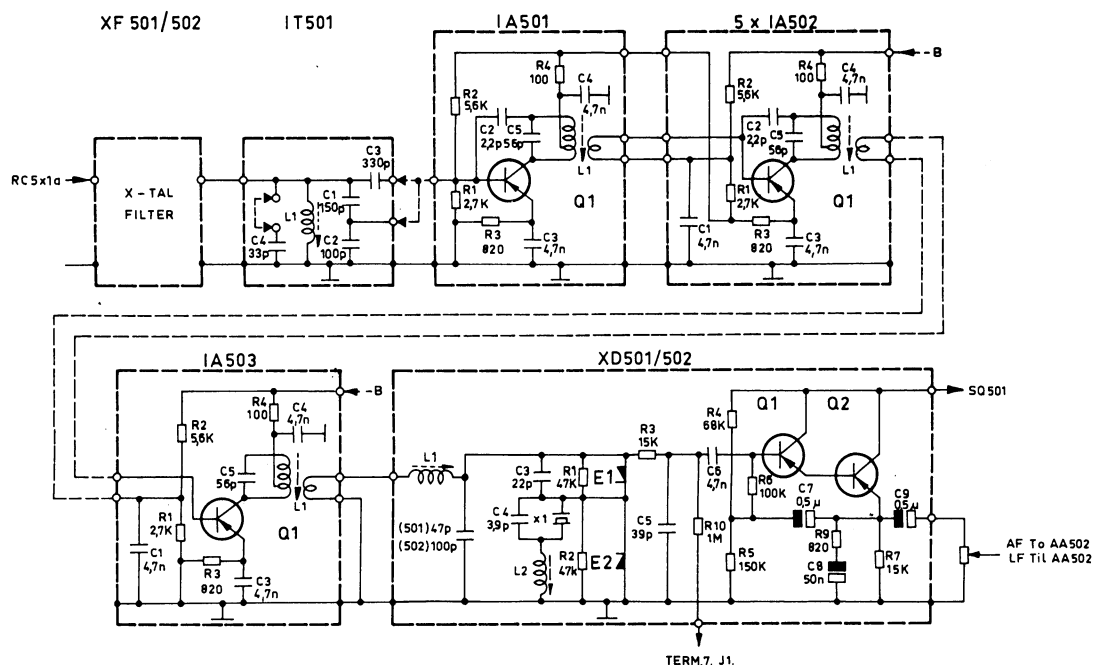 XF 501/502
IT501
IA501
5 x IA502
RC5x1a
X-TAL
FILTER
C3
330p
C1
150p
L1
C4
33p
C2
100p
R4
100
C4
4,7n
R2
5,6K
C2
2,2p
C5
56p
L1
R1
2,7K
Q1
R3
820
C3
4,7n
-B
R4
100
C4
4,7n
R2
5,6K
C2
2,2p
C5
56p
L1
R1
2,7K
Q1
C1
4,7n
R3
820
C3
4,7n
IA503
XD501/502
-B
R4
100
C4
4,7n
R2
5,6K
C5
56p
L1
R1
2,7K
Q1
C1
4,7n
R3
820
C3
4,7n
SQ501
L1
(501)47p
(502)100p
C3
22p
R1
47K
E1
C4
3,9p
x1
L2
R2
47k
E2
R3
15K
C5
39p
C6
4,7n
R10
1M
R4
68K
Q1
Q2
R6
100K
C7
0,5µ
C9
0,5µ
R9
820
C8
50n
R5
150K
R7
15K
AF To AA502
LF Til AA502
TERM.7. J1.